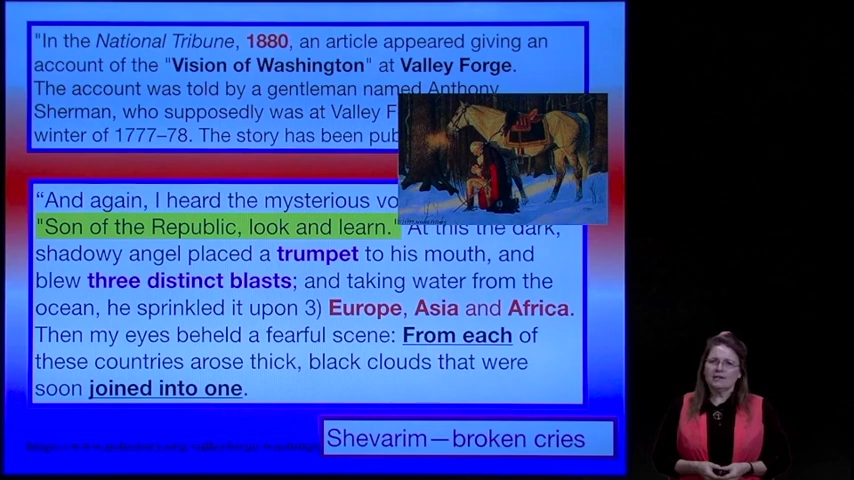 "In the National Tribune, 1880, an article appeared giving an
account of the "Vision of Washington" at Valley Forge.
The account was told by a gentleman named Anthony
Sherman, who supposedly was at Valley F
winter of 1777–78. The story has been pub
“And again, I heard the mysterious vo
"Son of the Republic, look and learn." At this the dark,
shadowy angel placed a trumpet to his mouth, and
blew three distinct blasts; and taking water from the
ocean, he sprinkled it upon 3) Europe, Asia and Africa.
Then my eyes beheld a fearful scene: From each of
these countries arose thick, black clouds that were
soon joined into one.
Shevarim—broken cries